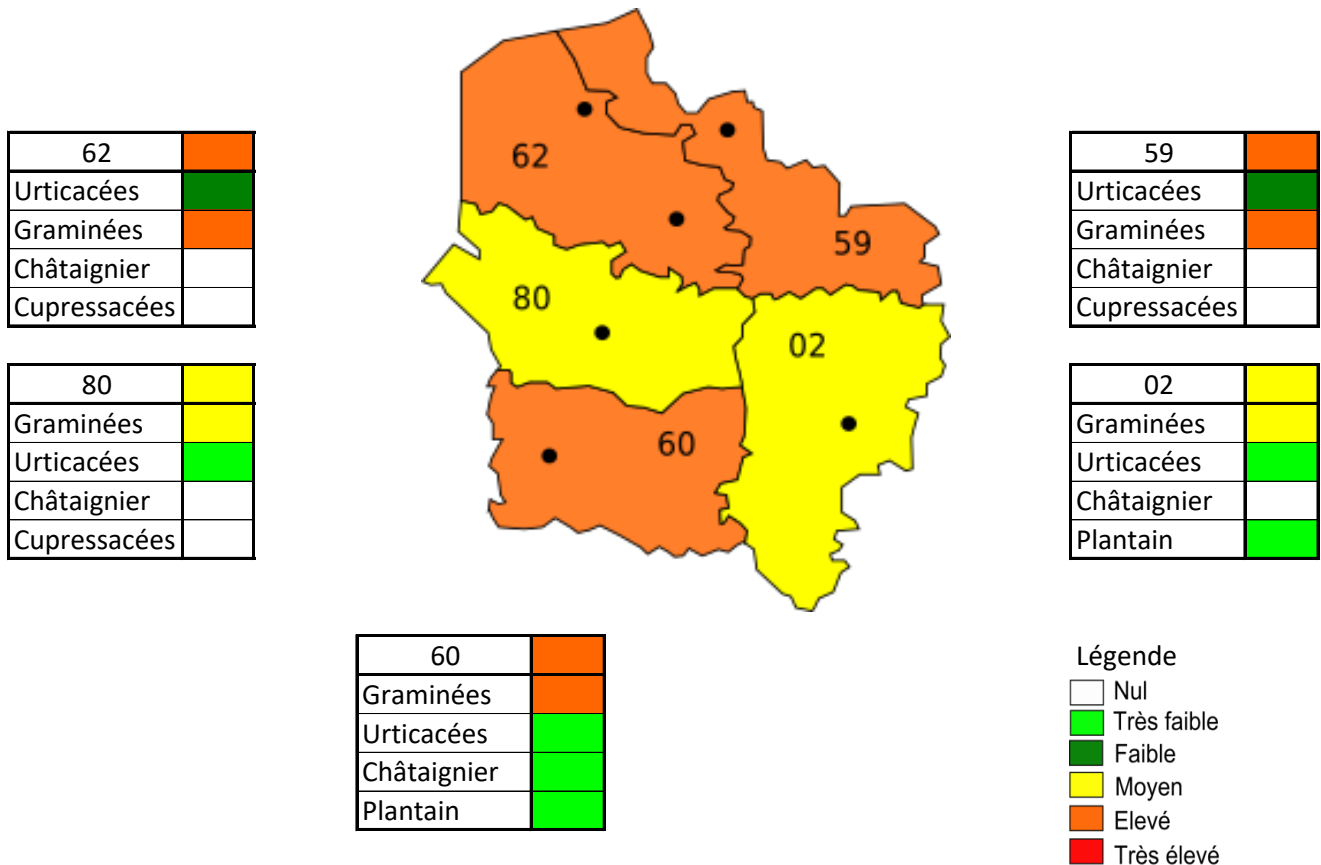 62
Urticacées
Graminées
Châtaignier
Cupressacées
80
Graminées
Urticacées
Châtaignier
Cupressacées
62
59
80
02
60
59
Urticacées
Graminées
Châtaignier
Cupressacées
02
Graminées
Urticacées
Châtaignier
Plantain
60
Graminées
Urticacées
Châtaignier
Plantain
Légende
Nul
Très faible
Faible
Moyen
Elevé
Très élevé